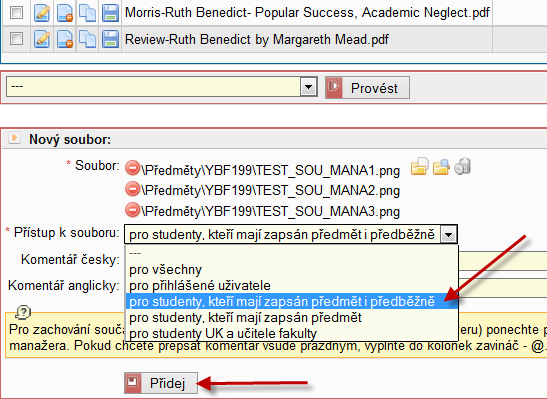 Morris-Ruth Benedict- Popular Success, Academic Neglect.pdf
Review-Ruth Benedict by Margareth Mead.pdf
---
Provést
Nový soubor:
* Soubor: \Předměty\YBF199\TEST_SOU_MANA1.png
\Předměty\YBF199\TEST_SOU_MANA2.png
\Předměty\YBF199\TEST_SOU_MANA3.png
* Přístup k souboru: pro studenty, kteří mají zapsán předmět i předběžně
---
Komentář česky:
pro všechny
pro přihlášené uživatele
Komentář anglicky:
pro studenty, kteří mají zapsán předmět i předběžně
pro studenty, kteří mají zapsán předmět
Pro zachování souča
eru) ponechte p
pro studenty UK a učitele fakulty
manažera. Pokud chcete přepsat komentář všude prázdným, vyplňte do kolonek zavináč - @.
Přidej